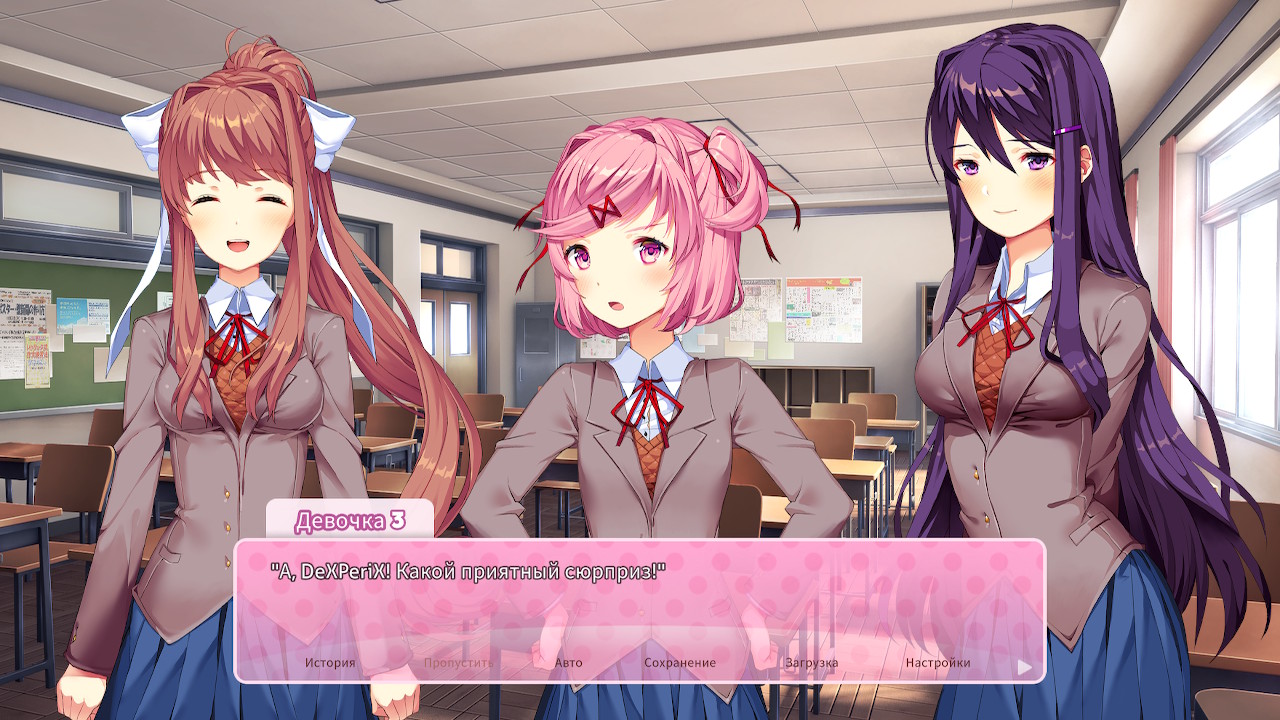 Девочка 3
"А, DeXPeriX! Какой приятный сюрприз!"
История Пропустить Авто Сохранение Загрузка Настройки